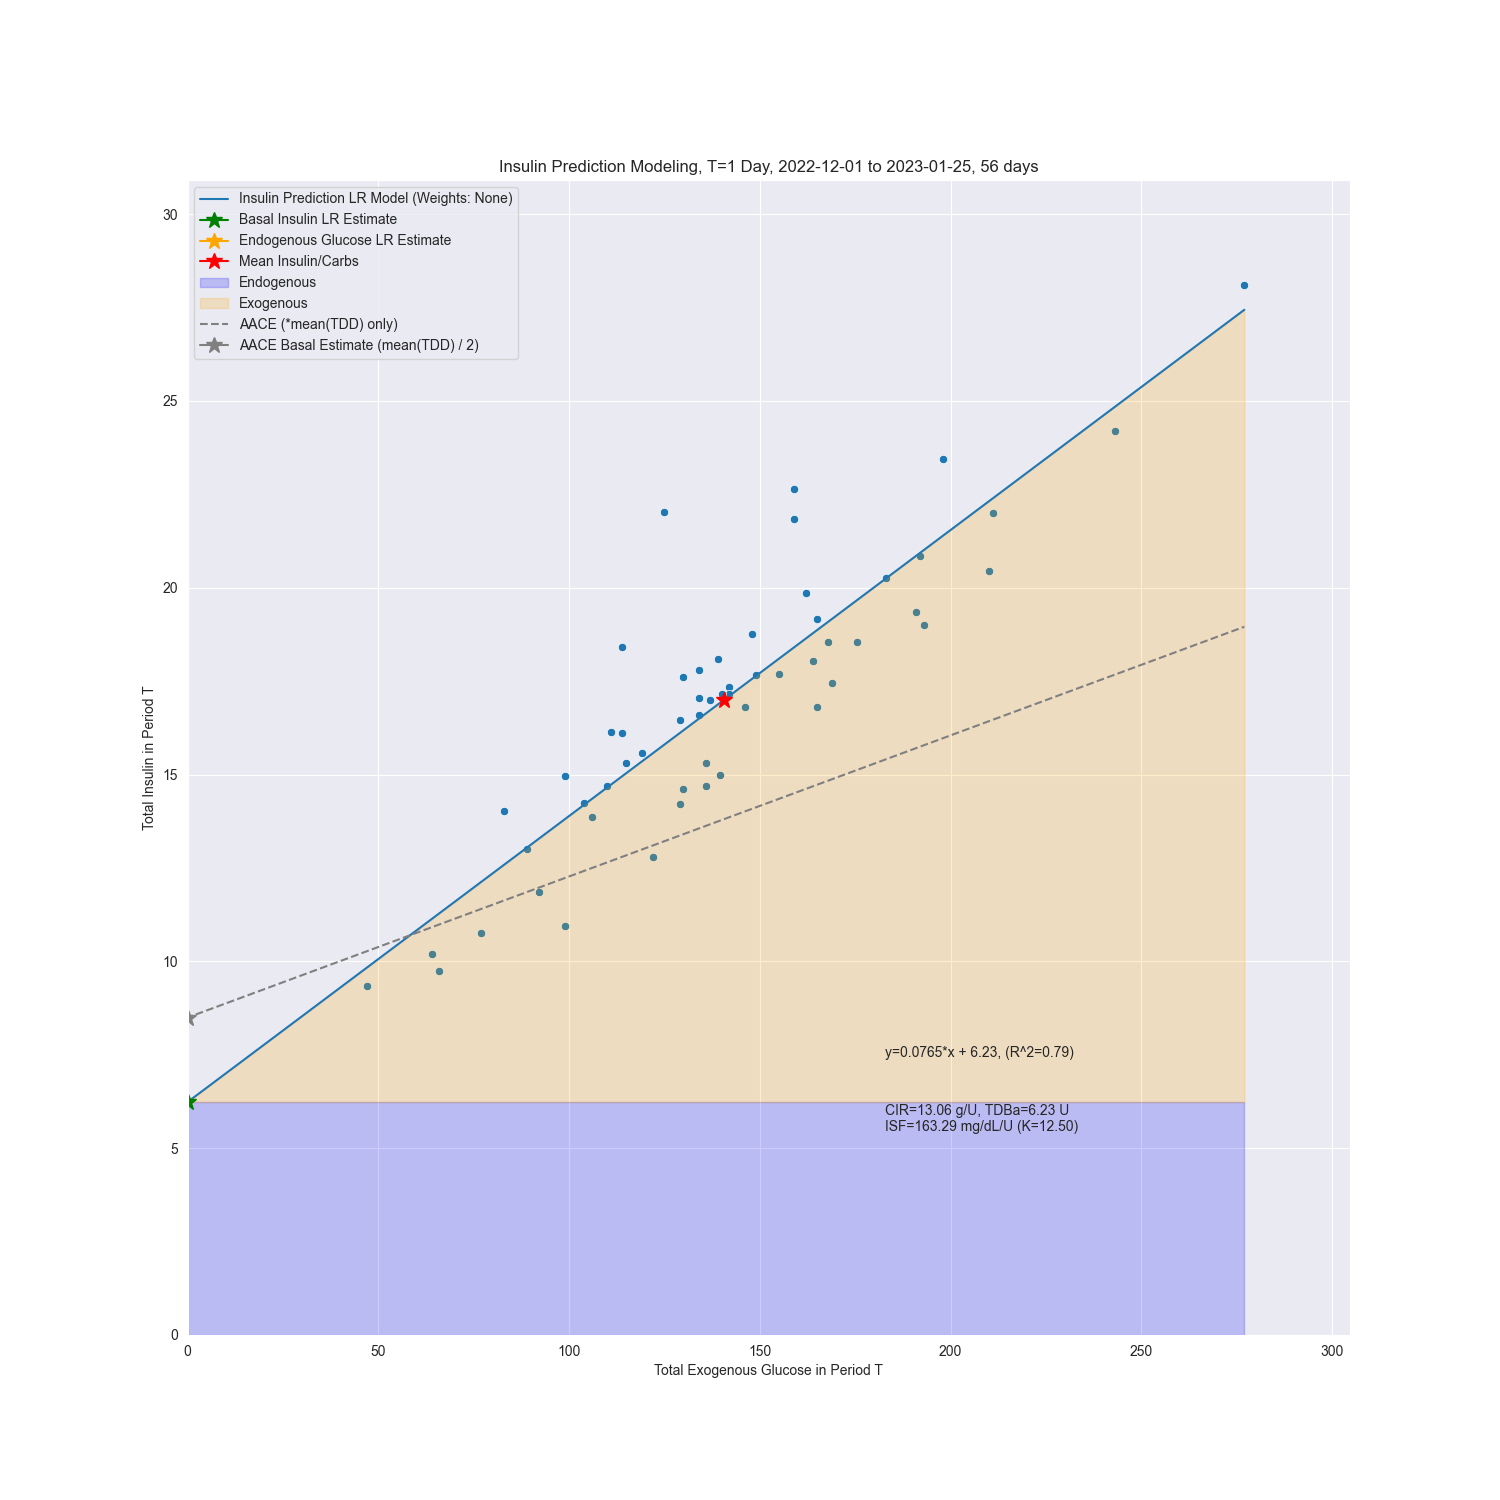 Insulin Prediction Modeling, T=1 Day, 2022-12-01 to 2023-01-25, 56 days
Insulin Prediction LR Model (Weights: None)
Basal Insulin LR Estimate
Endogenous Glucose LR Estimate
Mean Insulin/Carbs
Endogenous
Exogenous
AACE (*mean(TDD) only)
AACE Basal Estimate (mean(TDD) / 2)
30
25
20
15
10
5
0
Total Insulin in Period T
y=0.0765*x + 6.23, (R^2=0.79)
CIR=13.06 g/U, TDBa=6.23 U
ISF=163.29 mg/dL/U (K=12.50)
0 50 100 150 200 250 300
Total Exogenous Glucose in Period T